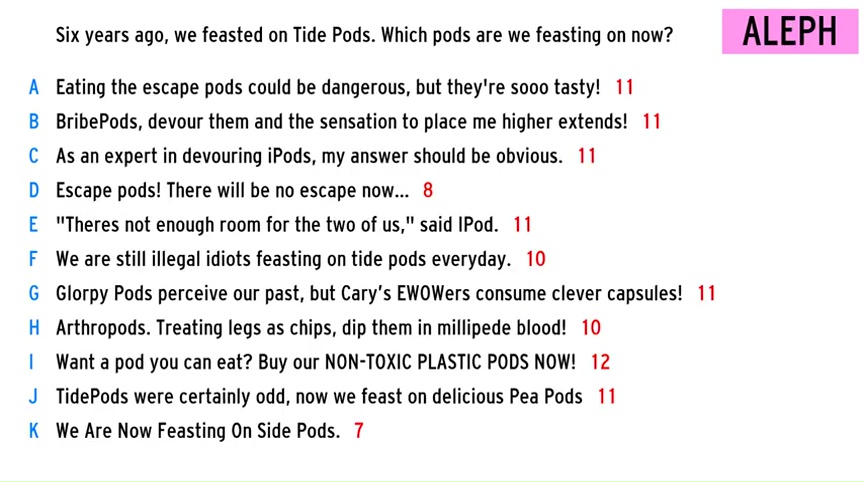 Six years ago, we feasted on Tide Pods. Which pods are we feasting on now?
ALEPH
A Eating the escape pods could be dangerous, but they're sooo tasty! 11
B BribePods, devour them and the sensation to place me higher extends! 11
C As an expert in devouring iPods, my answer should be obvious. 11
D Escape pods! There will be no escape now... 8
E "Theres not enough room for the two of us," said IPod. 11
F We are still illegal idiots feasting on tide pods everyday. 10
G Glorpy Pods perceive our past, but Cary's EWOWers consume clever capsules! 11
H Arthropods. Treating legs as chips, dip them in millipede blood! 10
I Want a pod you can eat? Buy our NON-TOXIC PLASTIC PODS NOW! 12
J TidePods were certainly odd, now we feast on delicious Pea Pods 11
K We Are Now Feasting On Side Pods. 7